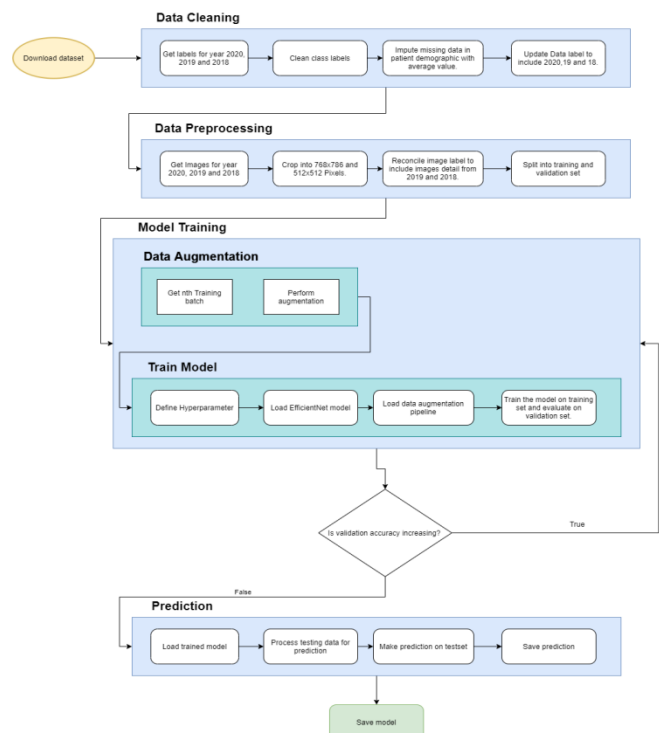 Data Cleaning
Download dataset
Get labels for year 2020,
2019 and 2018
Clean class labels
Impute missing data in
patient demographic with
average value.
Update Data label to
include 2020,19 and 18.
Data Preprocessing
Get Images for year
2020, 2019 and 2018
Crop into 768x786 and
512x512 Pixels.
Reconcile image label to
include images detail from
2019 and 2018.
Split into training and
validation set
Model Training
Data Augmentation
Get nth Training
batch
Perform
augmentation
Train Model
Define Hyperparameter
Load EfficientNet model
Load data augmentation
pipeline
Train the model on training
set and evaluate on
validation set.
Is validation accuracy increasing?
True
False
Prediction
Load trained model
Process testing data for
prediction
Make prediction on testset
Save prediction
Save model